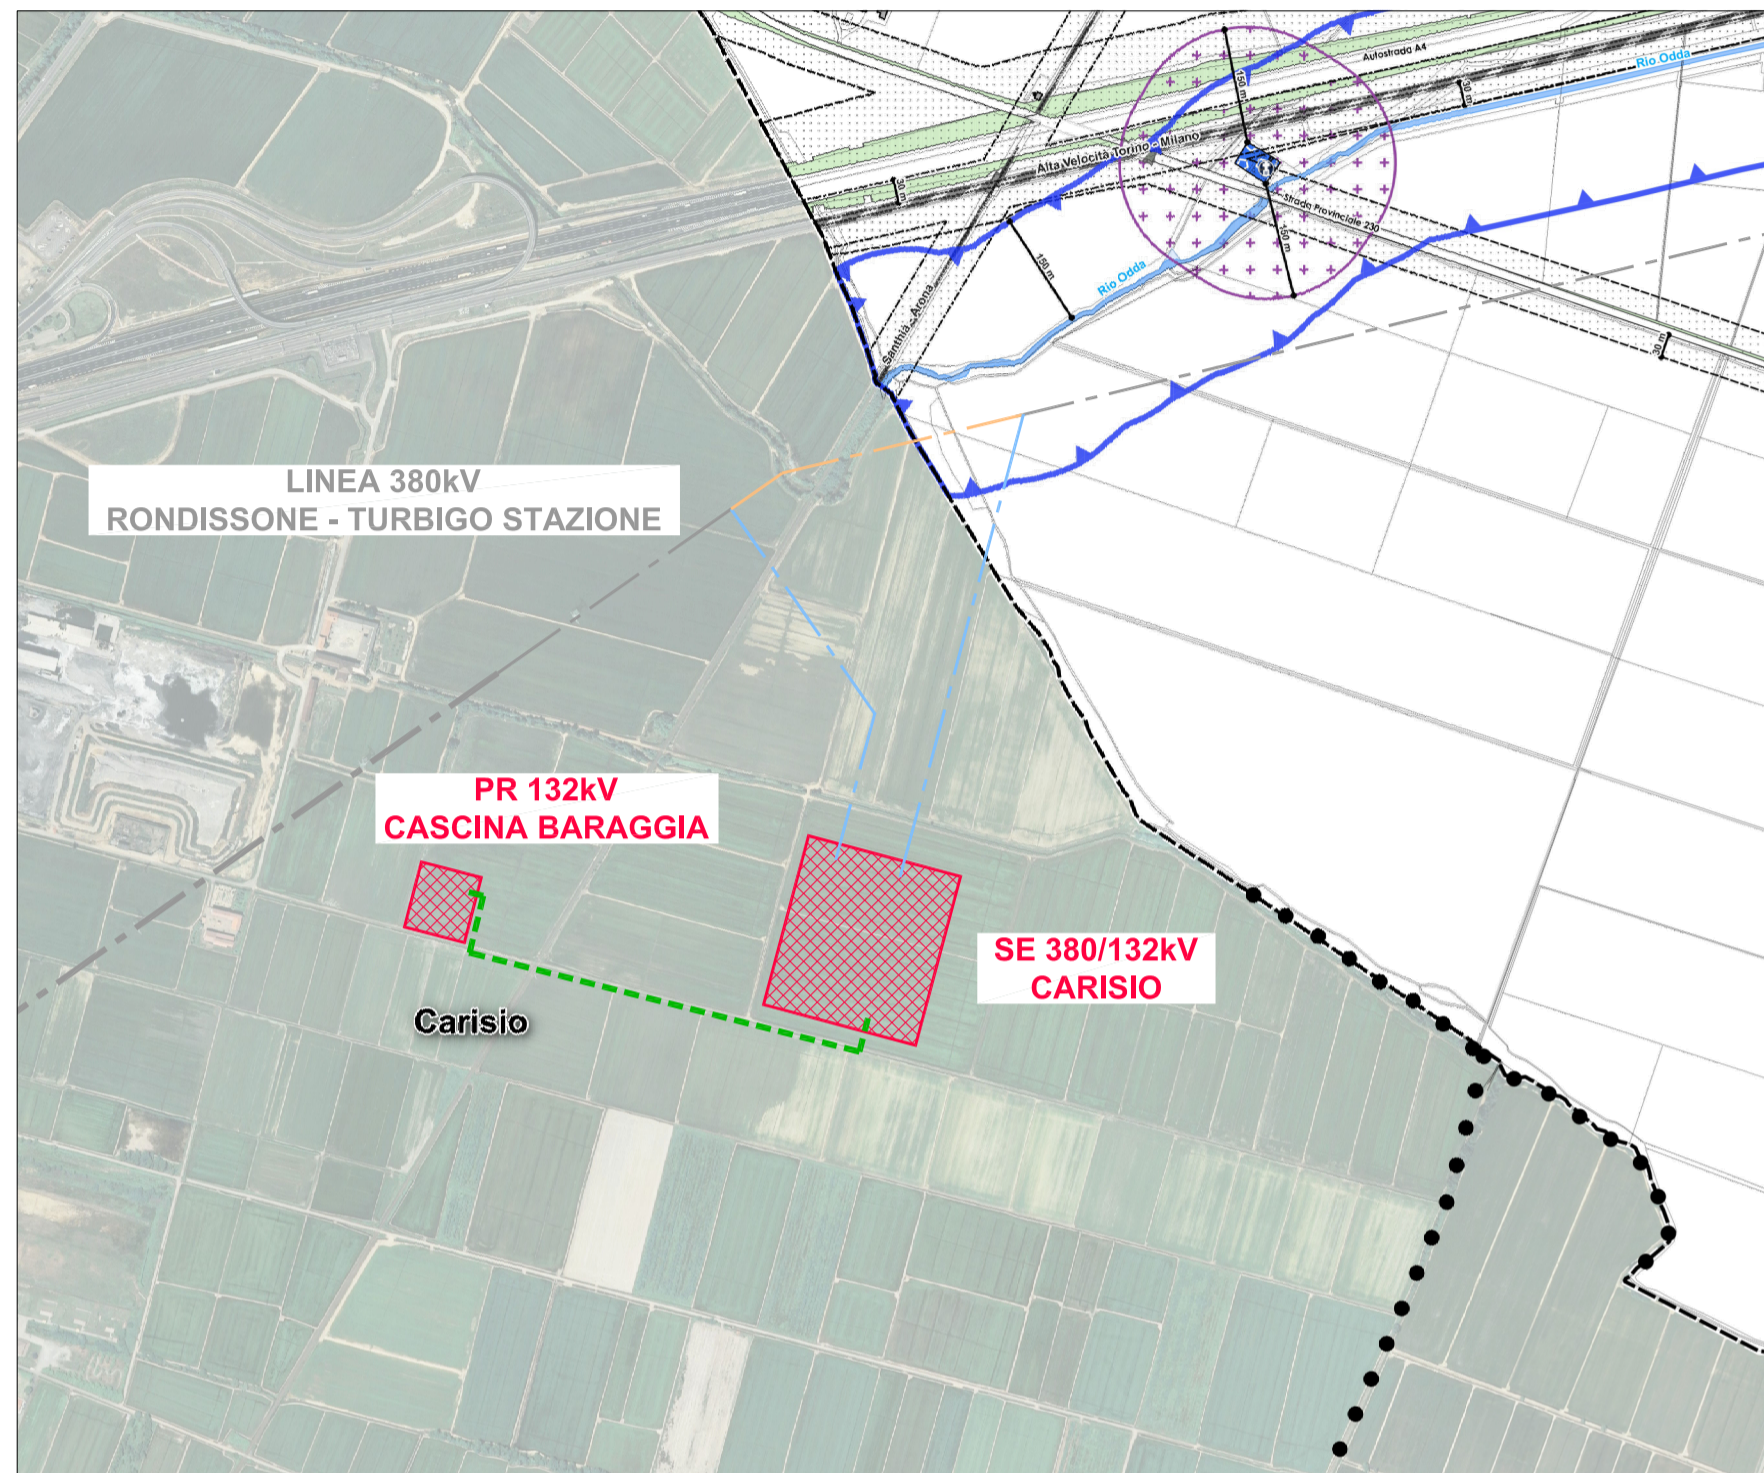 Autostrada A4
Rio Odda
150 m
30 m
Alta Velocità Torino - Milano
30 m
Strada Provinciale 230
150 m
150 m
Rio Odda
Santhià - Arona
30 m
LINEA 380kV
RONDISSONE - TURBIGO STAZIONE
PR 132kV
CASCINA BARAGGIA
SE 380/132kV
CARISIO
Carisio